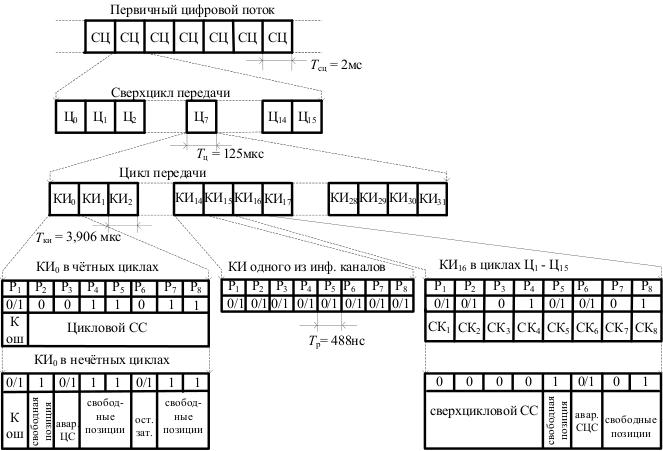 Первичный цифровой поток
СЦ СЦ СЦ СЦ СЦ СЦ СЦ
Tсц = 2мс
Сверхцикл передачи
Ц0 Ц1 Ц2 Ц7 Ц14 Ц15
Tц = 125мкс
Цикл передачи
КИ0 КИ1 КИ2 КИ14 КИ15 КИ16 КИ17 КИ28 КИ29 КИ30 КИ31
Tки = 3,906 мкс
КИ0 в чётных циклах
P1 P2 P3 P4 P5 P6 P7 P8
0/1 0 0 1 1 0 1 1
К ош
Цикловой СС
КИ0 в нечётных циклах
0/1 1 0/1 1 1 0/1 1 1
К ош
свободная позиция
авар. ЦС
свобод-
ные
позиции
ост. зат.
свобод-
ные
позиции
КИ одного из инф. каналов
P1 P2 P3 P4 P5 P6 P7 P8
0/1 0/1 0/1 0/1 0/1 0/1 0/1 0/1
Tр= 488нс
КИ16 в циклах Ц1 - Ц15
P1 P2 P3 P4 P5 P6 P7 P8
0/1 0/1 0 1 0/1 0/1 0 1
СК1 СК2 СК3 СК4 СК5 СК6 СК7 СК8
0 0 0 0 1 0/1 0 1
сверхцикловой СС
свободная
позиция
авар.
СЦС
свободные
позиции